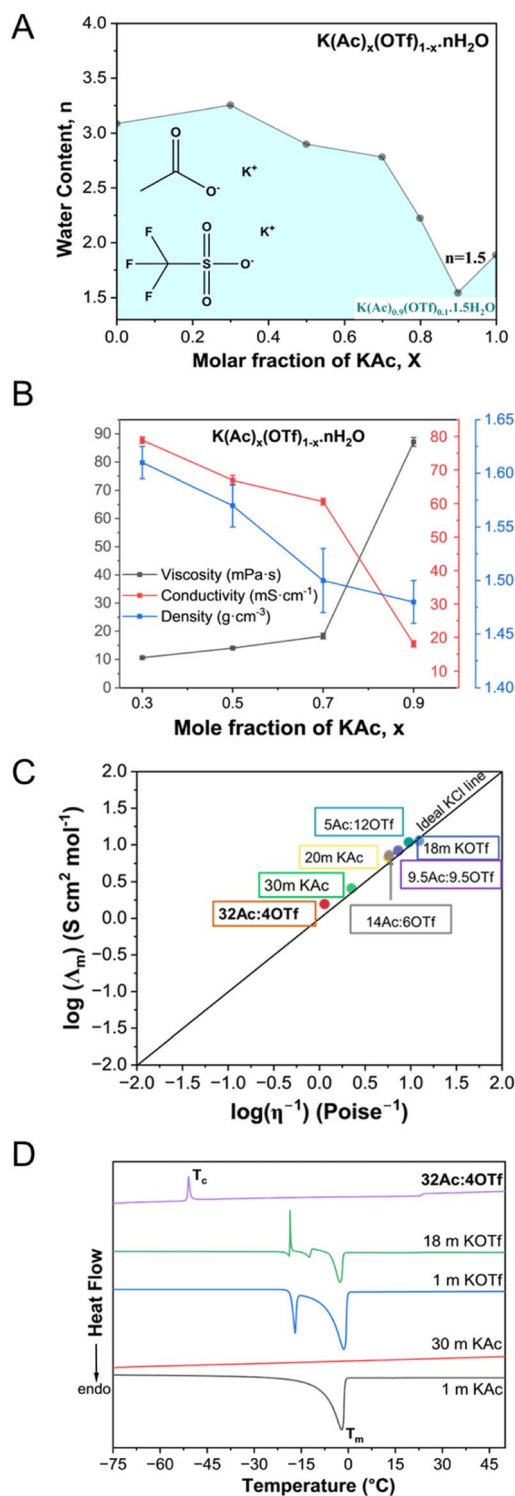 A
K(Ac)x(OTf)1-x.nH2O
Water Content, n
4.0
3.5
3.0
2.5
2.0
1.5
O
O-
K+
K+
F
F
F
S
O
O
O-
n=1.5
K(Ac)0.9(OTf)0.1.1.5H2O
0.0 0.2 0.4 0.6 0.8 1.0
Molar fraction of KAc, X
B
K(Ac)x(OTf)1-x.nH2O
90
80
70
60
50
40
30
20
10
0
80
70
60
50
40
30
20
10
1.65
1.60
1.55
1.50
1.45
1.40
Viscosity (mPa·s)
Conductivity (mS·cm-1)
Density (g·cm-3)
0.3 0.5 0.7 0.9
Mole fraction of KAc, x
C
log (Λm) (S cm2 mol-1)
2.0
1.5
1.0
0.5
0.0
−0.5
−1.0
−1.5
−2.0
Ideal KCl line
5Ac:12OTf
20m KAc
18m KOTf
30m KAc
9.5Ac:9.5OTf
32Ac:4OTf
14Ac:6OTf
−2.0 −1.5 −1.0 −0.5 0.0 0.5 1.0 1.5 2.0
log(η−1) (Poise−1)
D
Heat Flow
endo
Tc
32Ac:4OTf
18 m KOTf
1 m KOTf
30 m KAc
1 m KAc
Tm
-75 -60 -45 -30 -15 0 15 30 45
Temperature (°C)